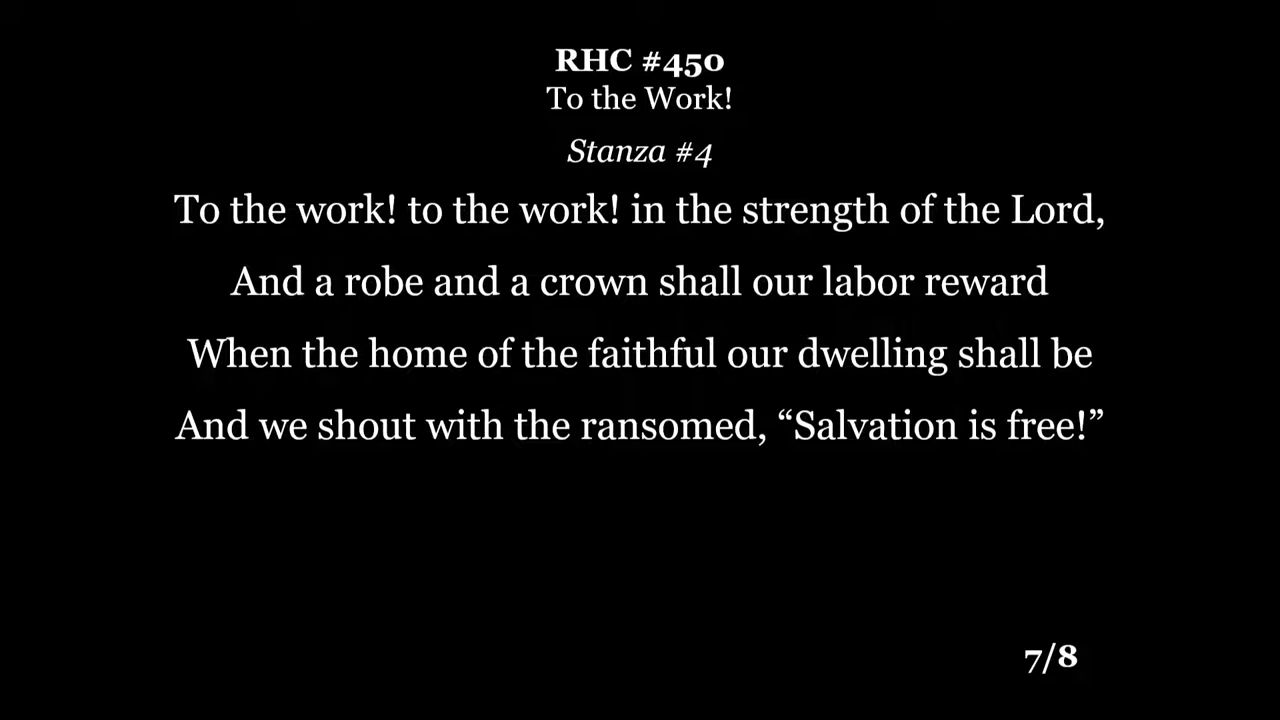 RHC #450
To the Work!
Stanza #4
To the work! to the work! in the strength of the Lord,
And a robe and a crown shall our labor reward
When the home of the faithful our dwelling shall be
And we shout with the ransomed, “Salvation is free!”
7/8